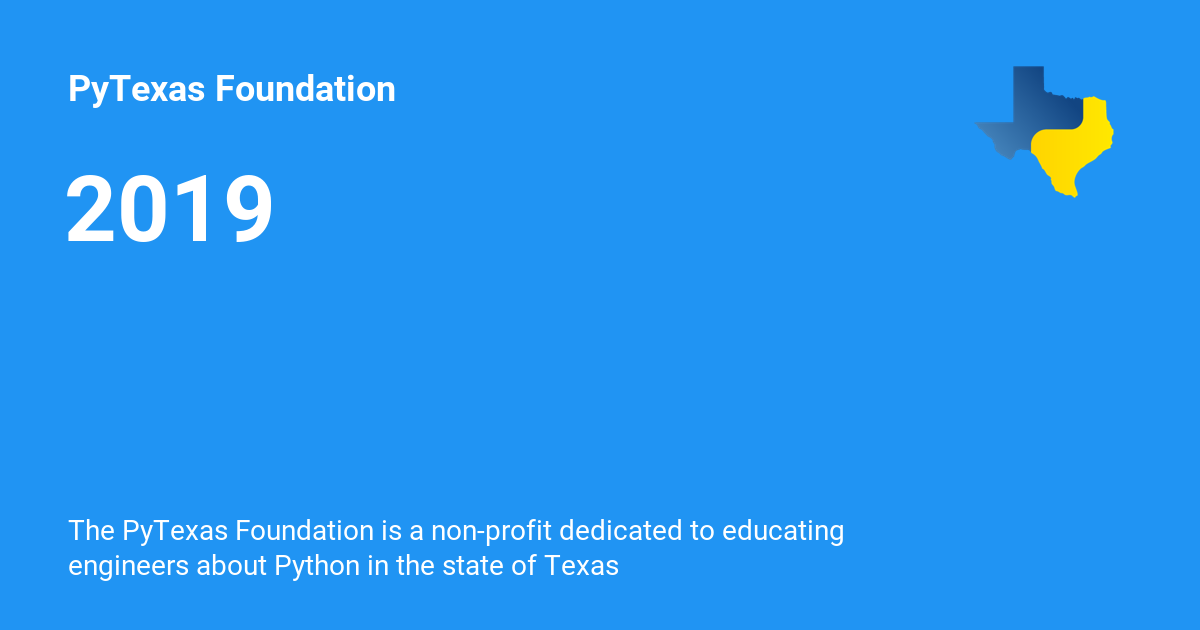 PyTexas Foundation
2019
The PyTexas Foundation is a non-profit dedicated to educating
engineers about Python in the state of Texas